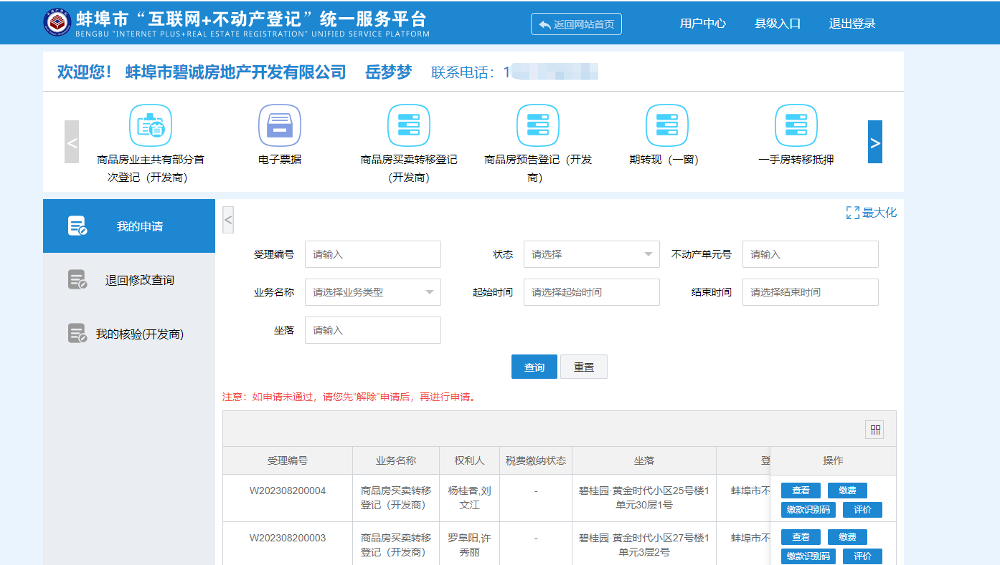 蚌埠市“互联网+不动产登记”统一服务平台
BENGBU "INTERNET PLUS+REAL ESTATE REGISTRATION" UNIFIED SERVICE PLATFORM
返回网站首页
用户中心
县级入口
退出登录
欢迎您！ 蚌埠市碧诚房地产开发有限公司 岳梦梦 联系电话：1
<
首
商品房业主共有部分首
次登记（开发商）
电子票据
商品房买卖转移登记
（开发商）
商品房预告登记（开发
商）
期转现（一窗）
一手房转移抵押
>
我的申请
退回修改查询
我的核验(开发商)
<
最大化
受理编号 请输入 状态 请选择 不动产单元号 请输入
业务名称 请选择业务类型 起始时间 请选择起始时间 结束时间 请选择结束时间
坐落 请输入
查询 重置
注意：如申请未通过，请您先“解除”申请后，再进行申请。
受理编号 业务名称 权利人 税费缴纳状态 坐落 登 操作
W202308200004
商品房买卖转移
登记（开发商）
杨桂香,刘
文江
-
碧桂园·黄金时代小区25号楼1
单元30层1号
蚌埠市不
查看 缴费
缴款识别码 评价
W202308200003
商品房买卖转移
登记（开发商）
罗阜阳,许
秀丽
-
碧桂园·黄金时代小区27号楼1
单元3层2号
蚌埠市不
查看 缴费
缴款识别码 评价